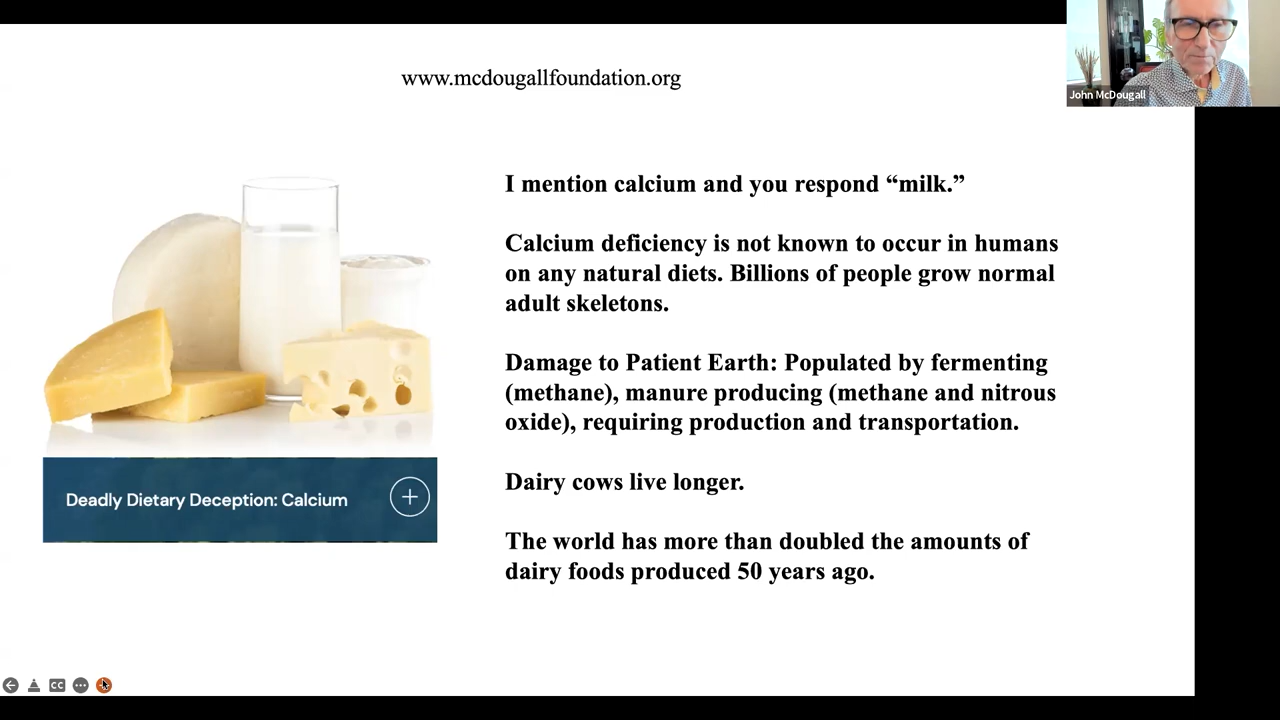 www.mcdougallfoundation.org
John McDougall
I mention calcium and you respond “milk.”
Calcium deficiency is not known to occur in humans
on any natural diets. Billions of people grow normal
adult skeletons.
Damage to Patient Earth: Populated by fermenting
(methane), manure producing (methane and nitrous
oxide), requiring production and transportation.
Dairy cows live longer.
The world has more than doubled the amounts of
dairy foods produced 50 years ago.
Deadly Dietary Deception: Calcium
CC